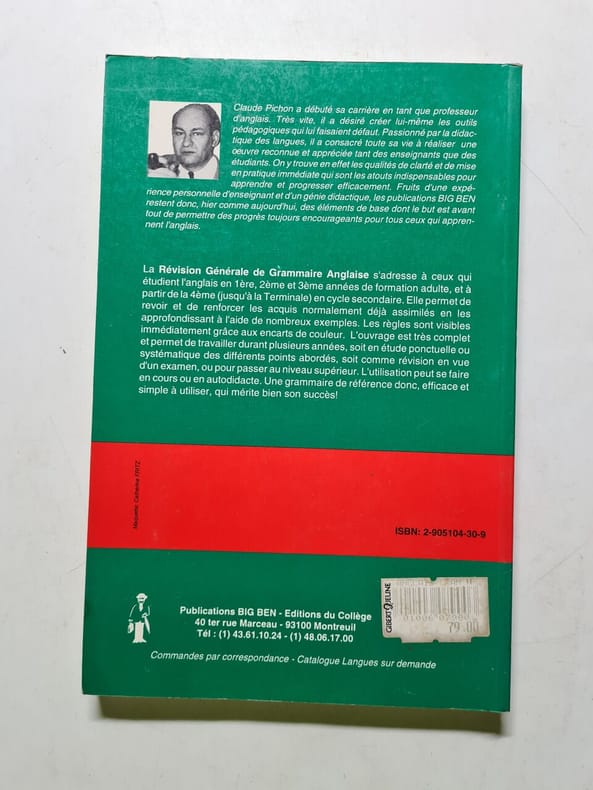 Claude Pichon a débuté sa carrière en tant que professeur
d'anglais. Très vite, il a désiré créer lui-même les outils
pédagogiques qui lui faisaient défaut. Passionné par la didac-
tique des langues, il a consacré toute sa vie à réaliser une
œuvre reconnue et appréciée tant des enseignants que des
étudiants. On y trouve en effet les qualités de clarté et de mise
en pratique immédiate qui sont les atouts indispensables pour
apprendre et progresser efficacement. Fruits d'une expé-
rience personnelle d'enseignant et d'un génie didactique, les publications BIG BEN
restent donc, hier comme aujourd'hui, des éléments de base dont le but est avant
tout de permettre des progrès toujours encourageants pour tous ceux qui appren-
nent l'anglais.
La Révision Générale de Grammaire Anglaise s'adresse à ceux qui
étudient l'anglais en 1ère, 2ème et 3ème années de formation adulte, et à
partir de la 4ème (jusqu'à la Terminale) en cycle secondaire. Elle permet de
revoir et de renforcer les acquis normalement déjà assimilés en les
approfondissant à l'aide de nombreux exemples. Les règles sont visibles
immédiatement grâce aux encarts de couleur. L'ouvrage est très complet
et permet de travailler durant plusieurs années, soit en étude ponctuelle ou
systématique des différents points abordés, soit comme révision en vue
d'un examen, ou pour passer au niveau supérieur. L'utilisation peut se faire
en cours ou en autodidacte. Une grammaire de référence donc, efficace et
simple à utiliser, qui mérite bien son succès!
Maquette: Catherine FRITZ
ISBN: 2-905104-30-9
GIBERT JEUNE
79.00
Publications BIG BEN - Editions du Collège
40 ter rue Marceau - 93100 Montreuil
Tél : (1) 43.61.10.24 - (1) 48.06.17.00
Commandes par correspondance - Catalogue Langues sur demande